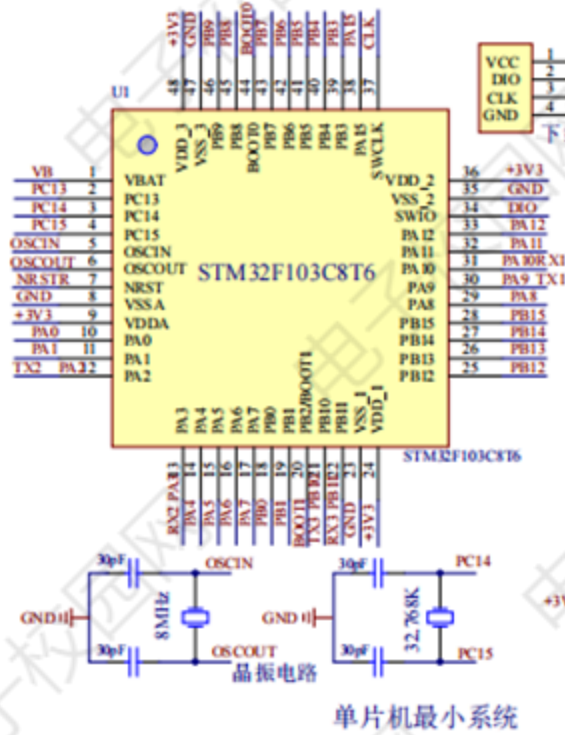 +3V3 GND PB9 PB8 BOOT0 PB7 PB6 PB5 PB4 PB3 PA15 CLK
48 47 46 45 44 43 42 41 40 39 38 37
U1
VDD_3 VSS_3 PB9 PB8 BOOT0 PB7 PB6 PB5 PB4 PB3 PA15 SWCLK
VCC 1
DIO 2
CLK 3
GND 4
VB 1 VBAT
PC13 2 PC13
PC14 3 PC14
PC15 4 PC15
OSCIN 5 OSCIN
OSCOUT 6 OSCOUT
NRSTR 7 NRST
GND 8 VSSA
+3V3 9 VDDA
PA0 10 PA0
PA1 11 PA1
TX2 PA2 12 PA2
STM32F103C8T6
VDD_2 36 +3V3
VSS_2 35 GND
SWIO 34 DIO
PA12 33 PA12
PA11 32 PA11
PA10 31 PA10RX1
PA9 30 PA9 TX1
PA8 29 PA8
PB15 28 PB15
PB14 27 PB14
PB13 26 PB13
PB12 25 PB12
PA3 PA4 PA5 PA6 PA7 PB0 PB1 PB2/BOOT1 PB10 PB11 VSS_1 VDD_1
STM32F103C8T6
13 14 15 16 17 18 19 20 21 22 23 24
RX2 PA3 PA4 PA5 PA6 PA7 PB0 PB1 BOOT1 TX3 PB10 RX3 PB11 GND +3V3
30pF OSCIN
GND 8MHz
30pF OSCOUT
晶振电路
30pF PC14
GND 32.768K
30pF PC15
单片机最小系统